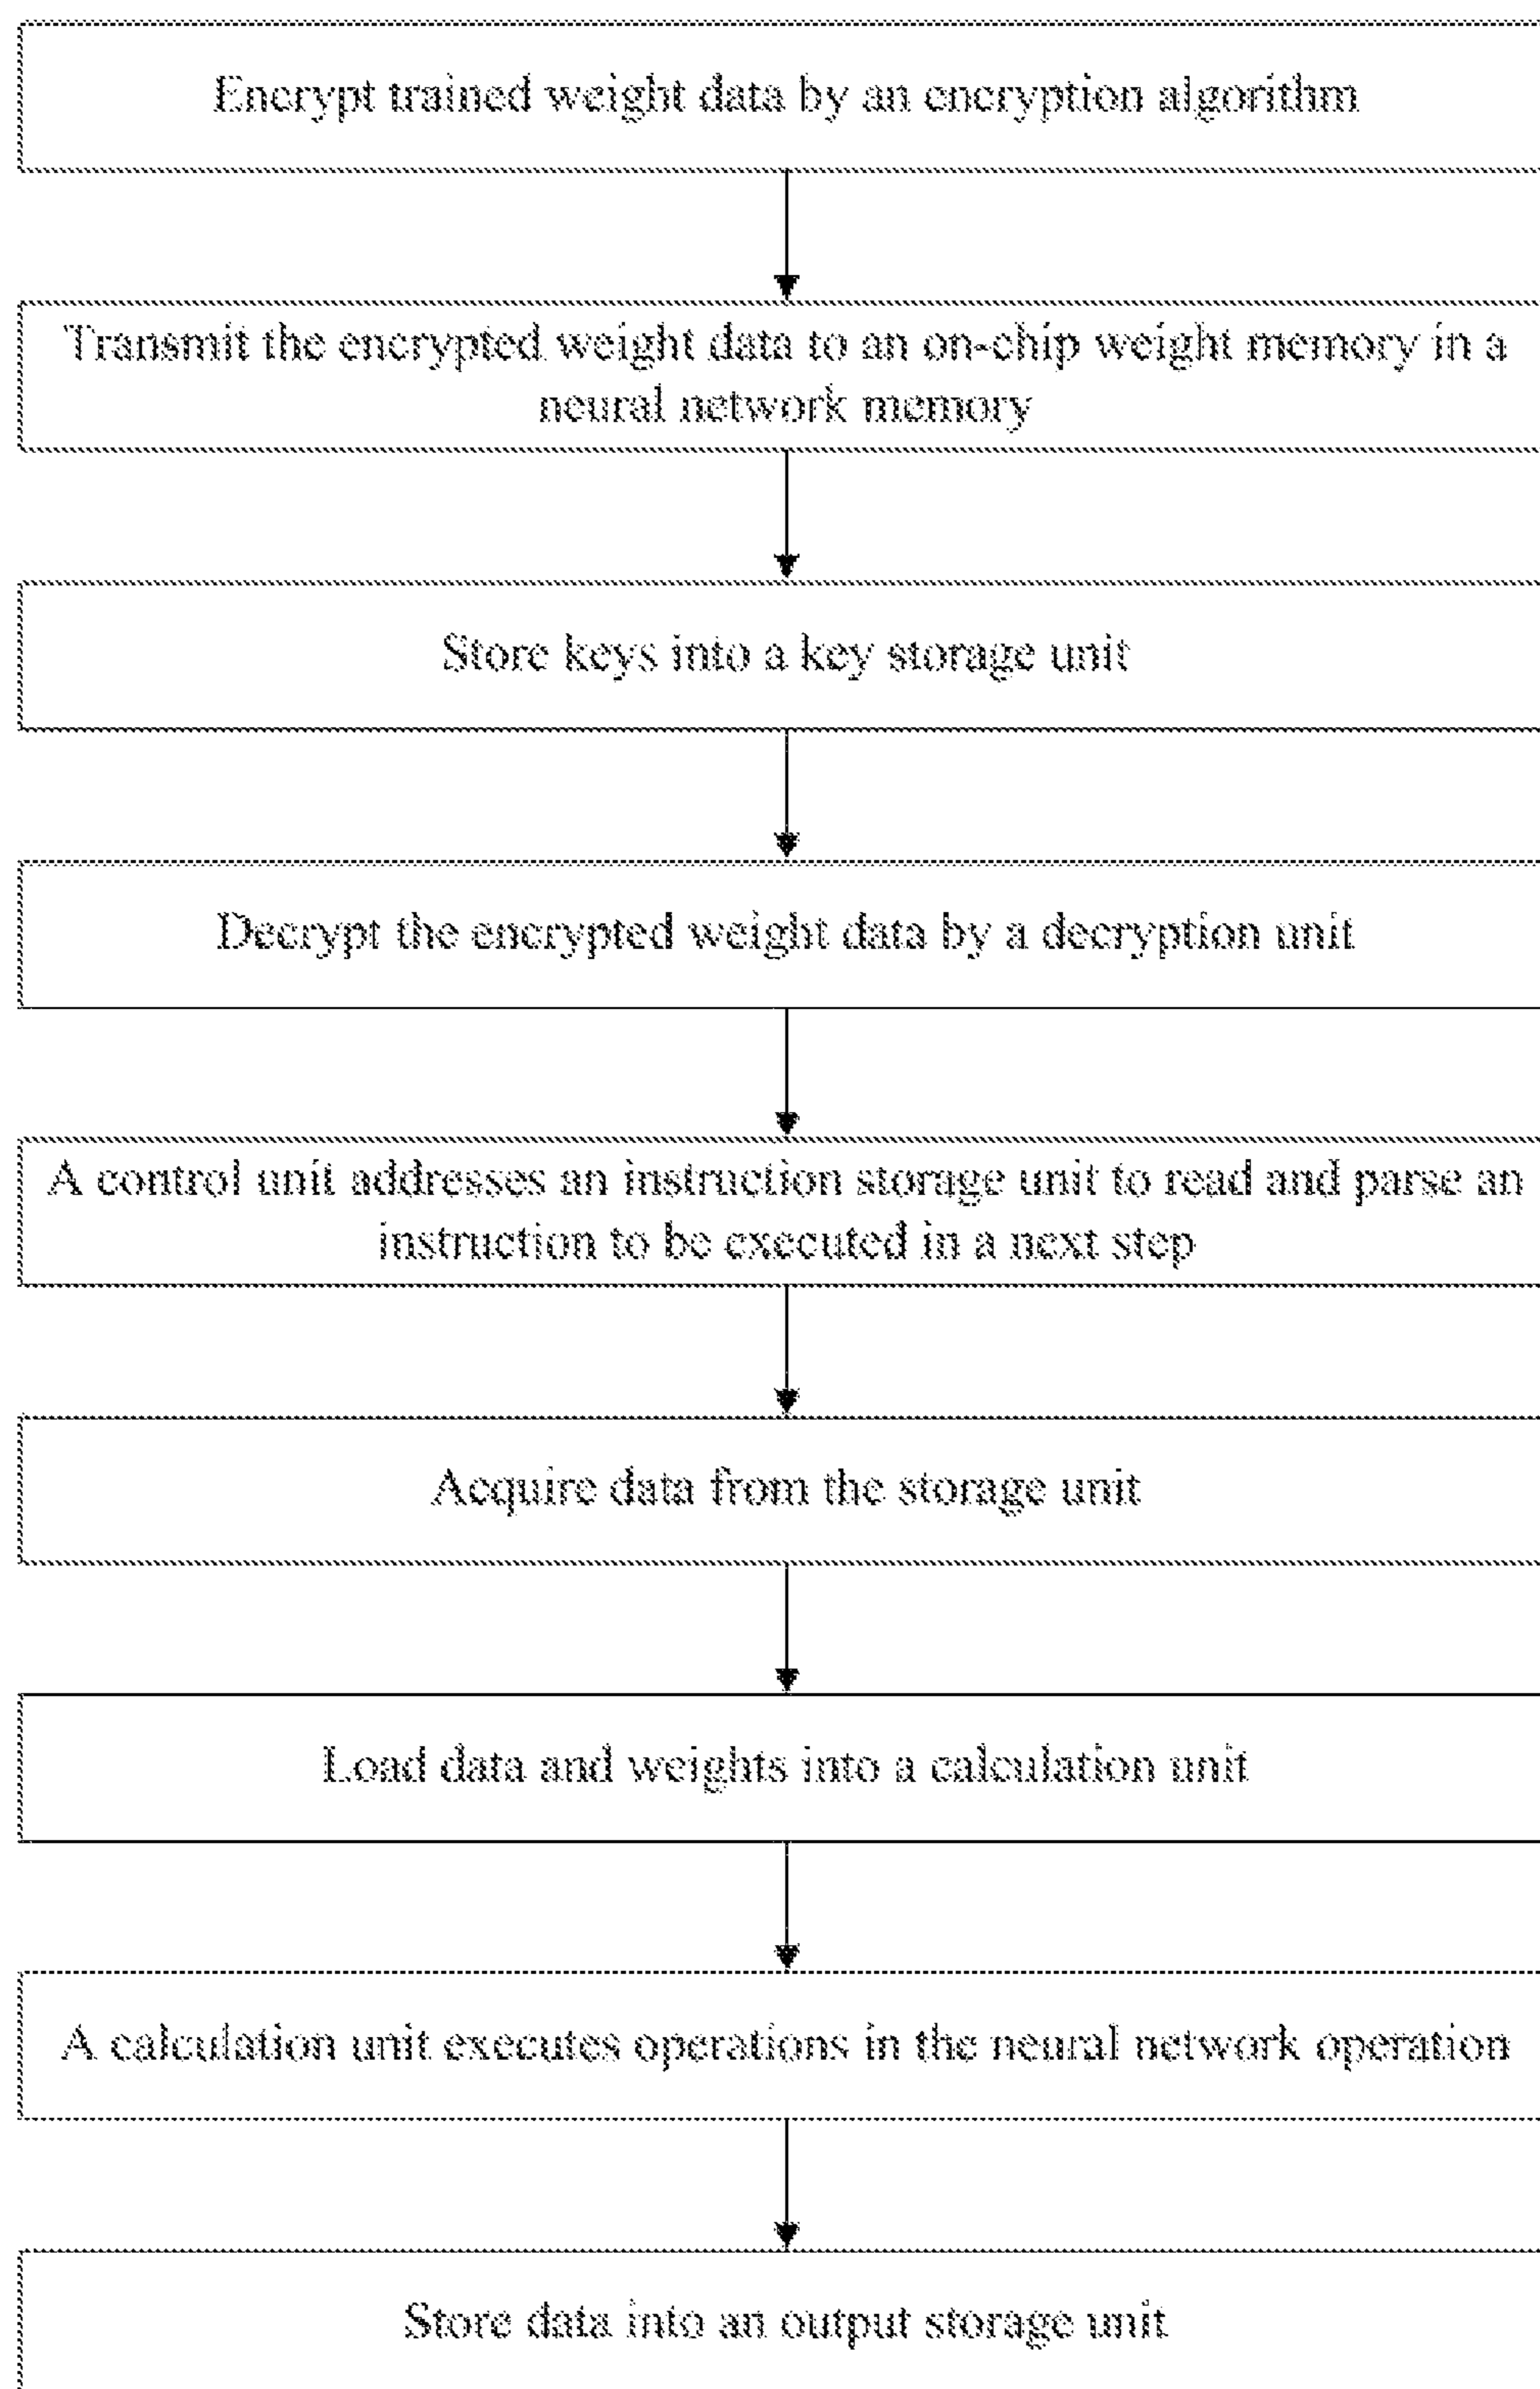 Encrypt trained weight data by an encryption algorithm
Transmit the encrypted weight data to an on-chip weight memory in a
neural network memory
Store keys into a key storage unit
Decrypt the encrypted weight data by a decryption unit
A control unit addresses an instruction storage unit to read and parse an
instruction to be executed in a next step
Acquire data from the storage unit
Load data and weights into a calculation unit
A calculation unit executes operations in the neural network operation
Store data into an output storage unit